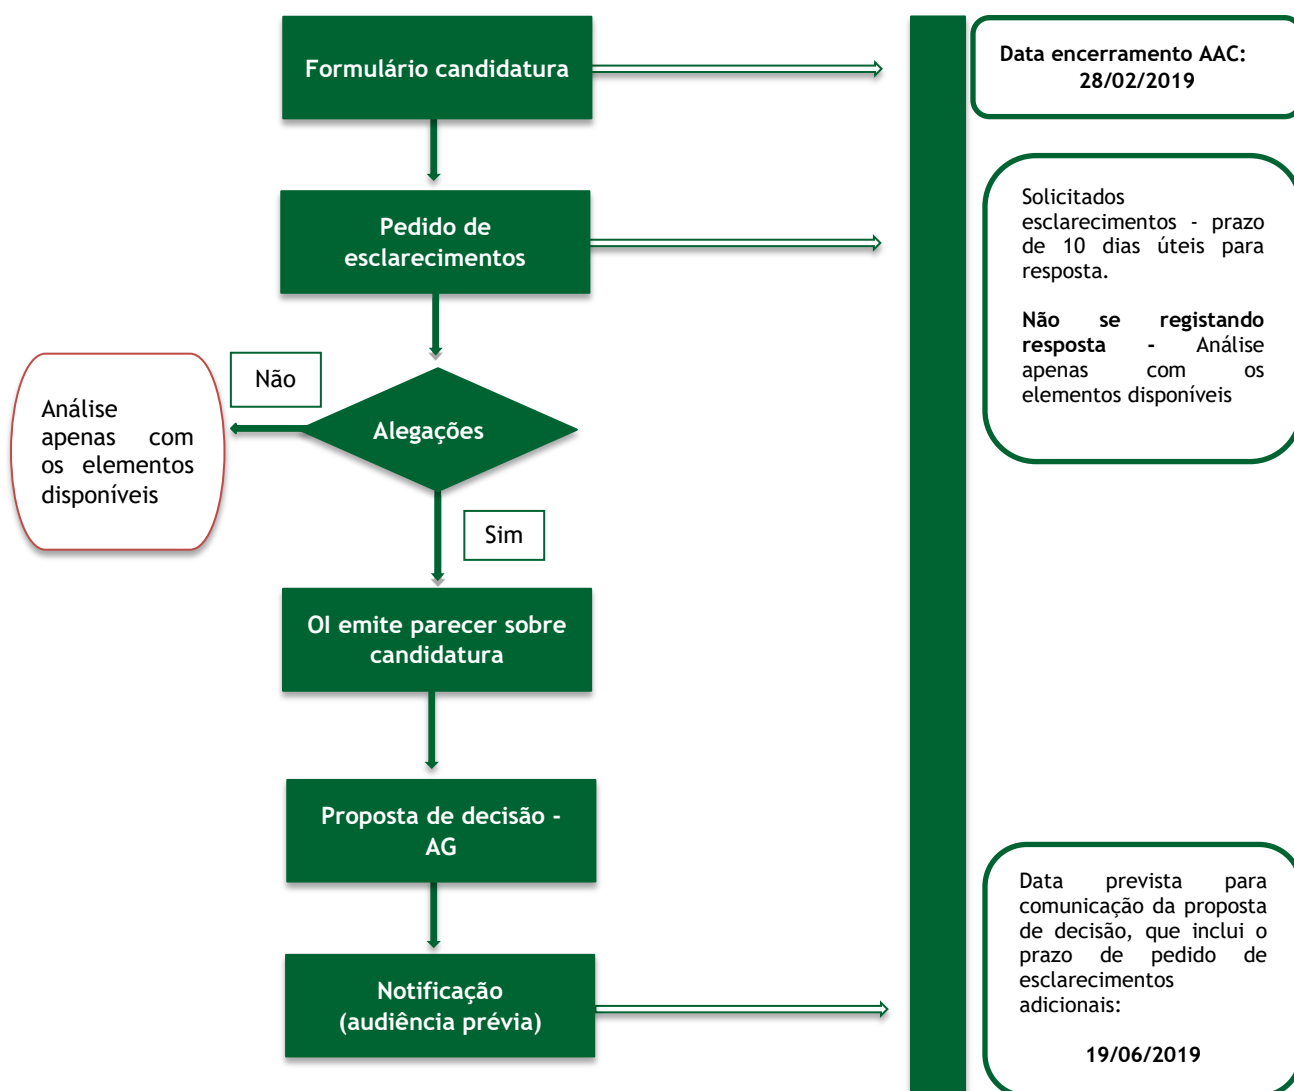 Formulário candidatura
Data encerramento AAC:
28/02/2019
Pedido de
esclarecimentos
Solicitados
esclarecimentos - prazo
de 10 dias úteis para
resposta.
Não se registando
resposta - Análise
apenas com os
elementos disponíveis
Não
Análise
apenas com
os elementos
disponíveis
Alegações
Sim
OI emite parecer sobre
candidatura
Proposta de decisão -
AG
Notificação
(audiência prévia)
Data prevista para
comunicação da proposta
de decisão, que inclui o
prazo de pedido de
esclarecimentos
adicionais:
19/06/2019